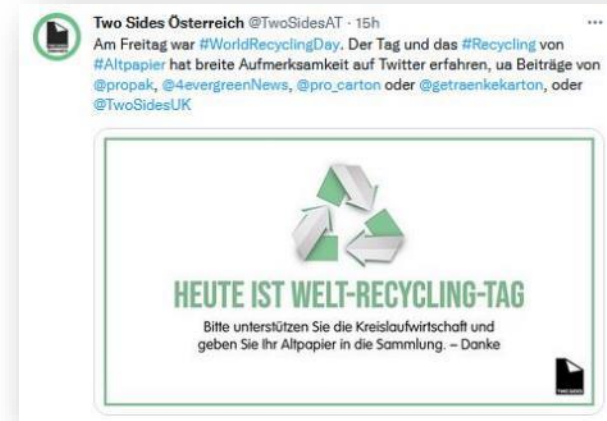 Two Sides Österreich @TwoSidesAT · 15h
Am Freitag war #WorldRecyclingDay. Der Tag und das #Recycling von
#Altpapier hat breite Aufmerksamkeit auf Twitter erfahren, ua Beiträge von
@propak, @4evergreenNews, @pro_carton oder @getraenkekarton, oder
@TwoSidesUK
HEUTE IST WELT-RECYCLING-TAG
Bitte unterstützen Sie die Kreislaufwirtschaft und
geben Sie Ihr Altpapier in die Sammlung. – Danke
TWO SIDES